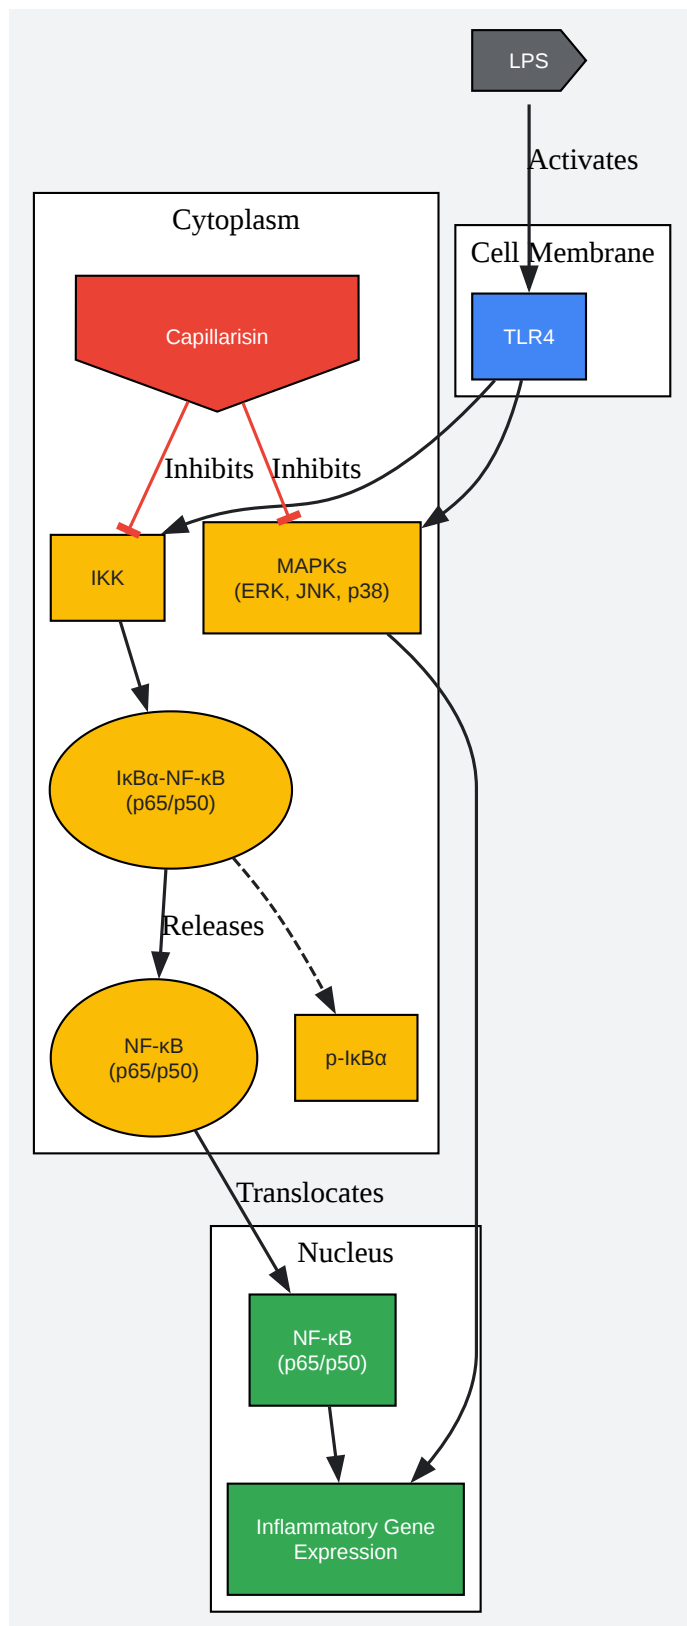 LPS
Activates
Cytoplasm
Cell Membrane
Capillarisin
TLR4
Inhibits
Inhibits
IKK
MAPKs
(ERK, JNK, p38)
IκBα-NF-κB
(p65/p50)
Releases
NF-κB
(p65/p50)
p-IκBα
Translocates
Nucleus
NF-κB
(p65/p50)
Inflammatory Gene
Expression